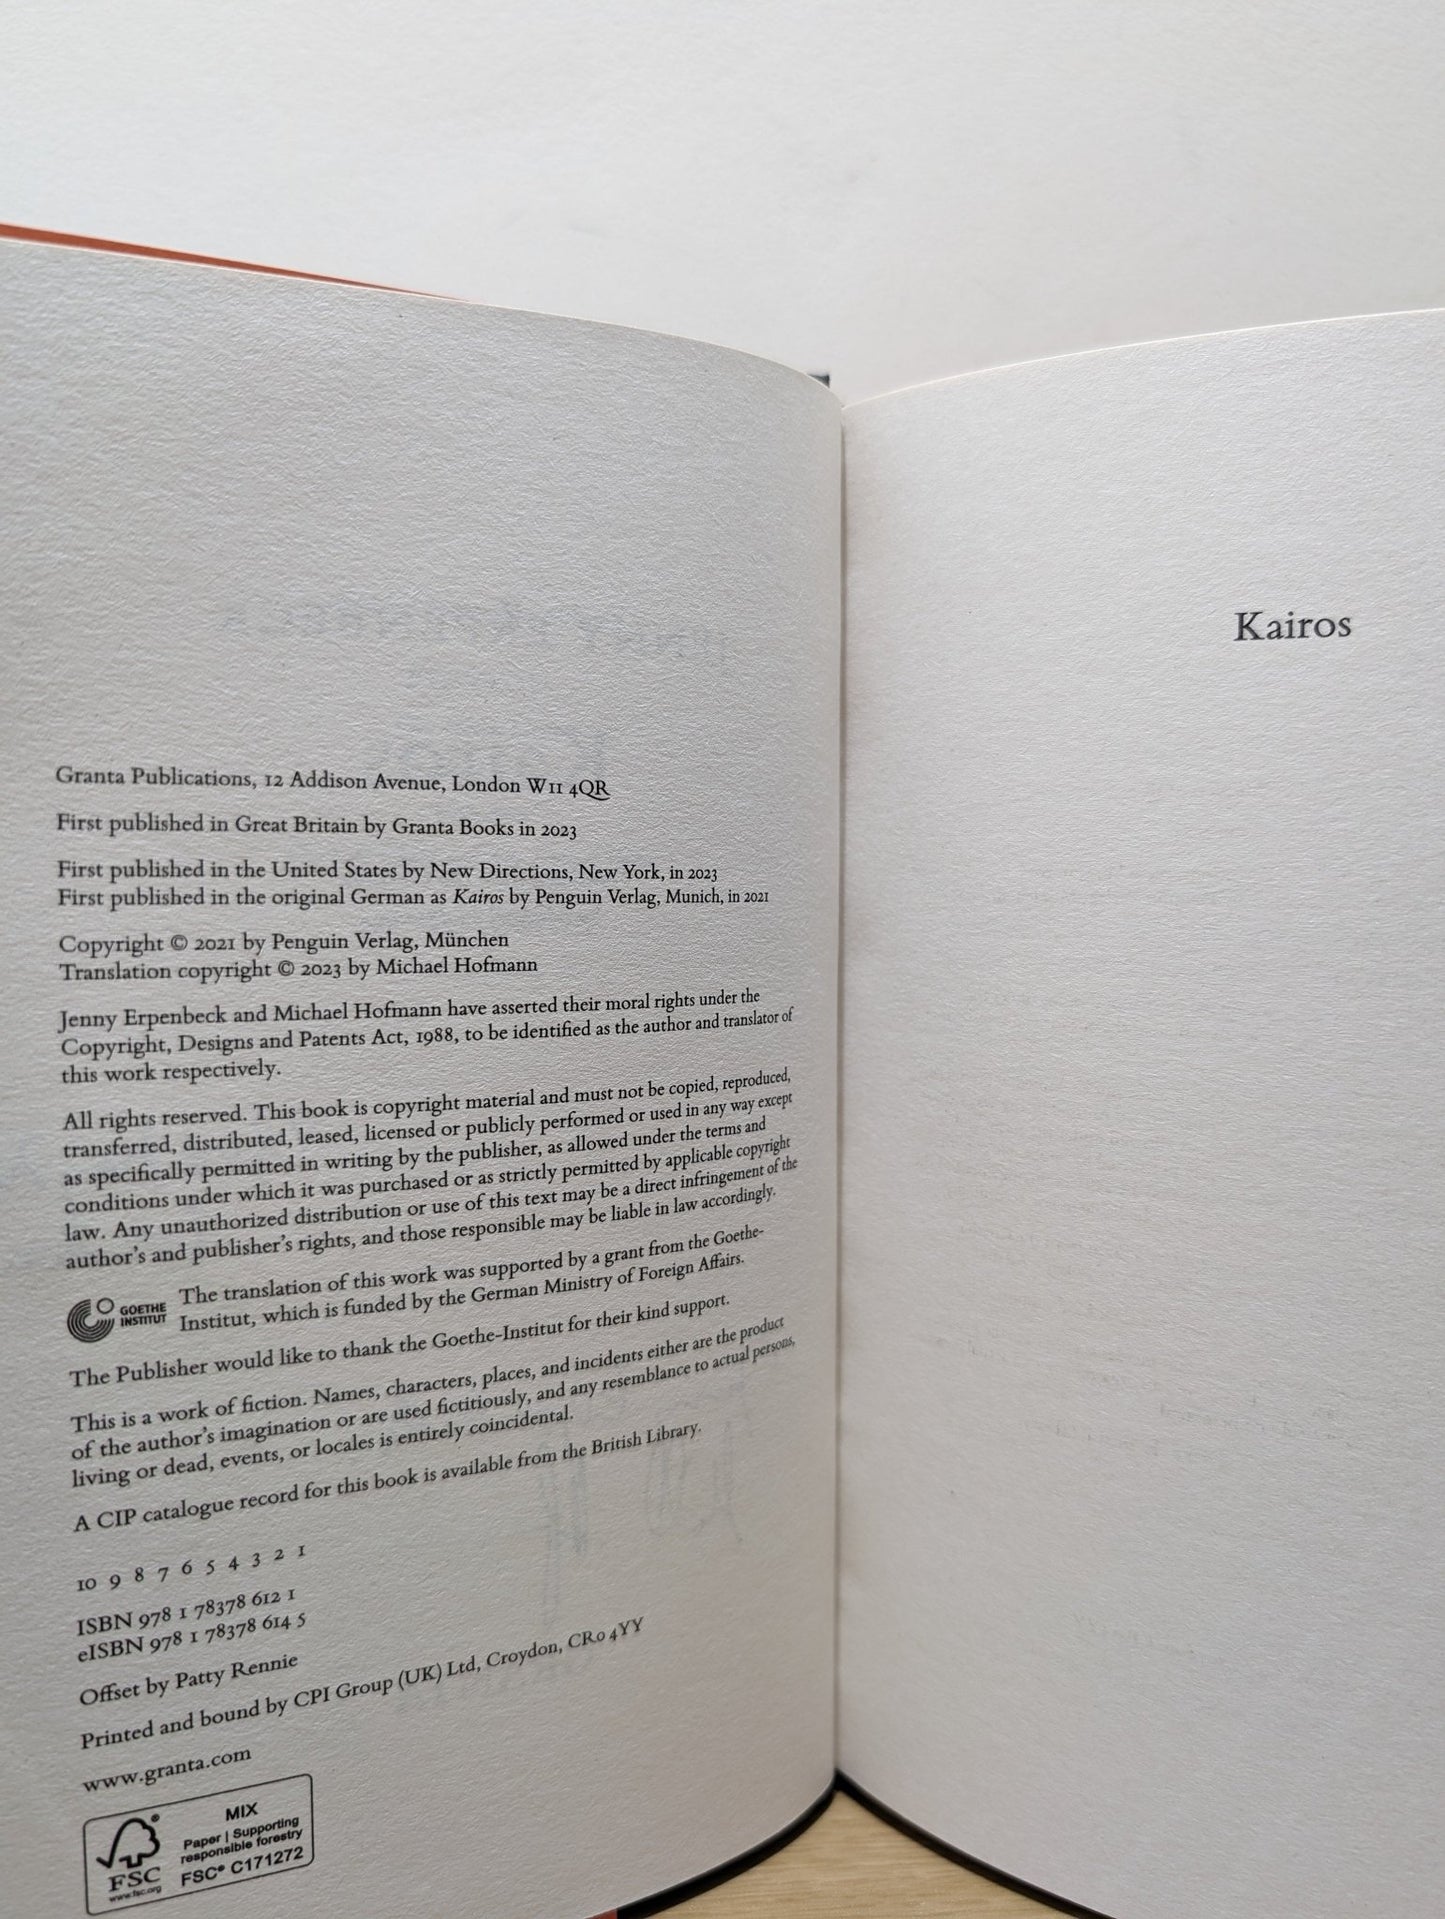 Granta Publications, 12 Addison Avenue, London W11 4QR
First published in Great Britain by Granta Books in 2023
First published in the United States by New Directions, New York, in 2023
First published in the original German as Kairos by Penguin Verlag, Munich, in 2021
Copyright © 2021 by Penguin Verlag, München
Translation copyright © 2023 by Michael Hofmann
Jenny Erpenbeck and Michael Hofmann have asserted their moral rights under the
Copyright, Designs and Patents Act, 1988, to be identified as the author and translator of
this work respectively.
All rights reserved. This book is copyright material and must not be copied, reproduced,
transferred, distributed, leased, licensed or publicly performed or used in any way except
as specifically permitted in writing by the publisher, as allowed under the terms and
conditions under which it was purchased or as strictly permitted by applicable copyright
law. Any unauthorized distribution or use of this text may be a direct infringement of the
author's and publisher's rights, and those responsible may be liable in law accordingly.
GOETHE
INSTITUT
The translation of this work was supported by a grant from the Goethe-
Institut, which is funded by the German Ministry of Foreign Affairs.
The Publisher would like to thank the Goethe-Institut for their kind support.
This is a work of fiction. Names, characters, places, and incidents either are the product
of the author's imagination or are used fictitiously, and any resemblance to actual persons,
living or dead, events, or locales is entirely coincidental.
A CIP catalogue record for this book is available from the British Library.
10 9 8 7 6 5 4 3 2 1
ISBN 978 1 78378 612 1
eISBN 978 1 78378 614 5
Offset by Patty Rennie
Printed and bound by CPI Group (UK) Ltd, Croydon, CR0 4YY
www.granta.com
FSC
www.fsc.org
MIX
Paper | Supporting
responsible forestry
FSC® C171272
Kairos